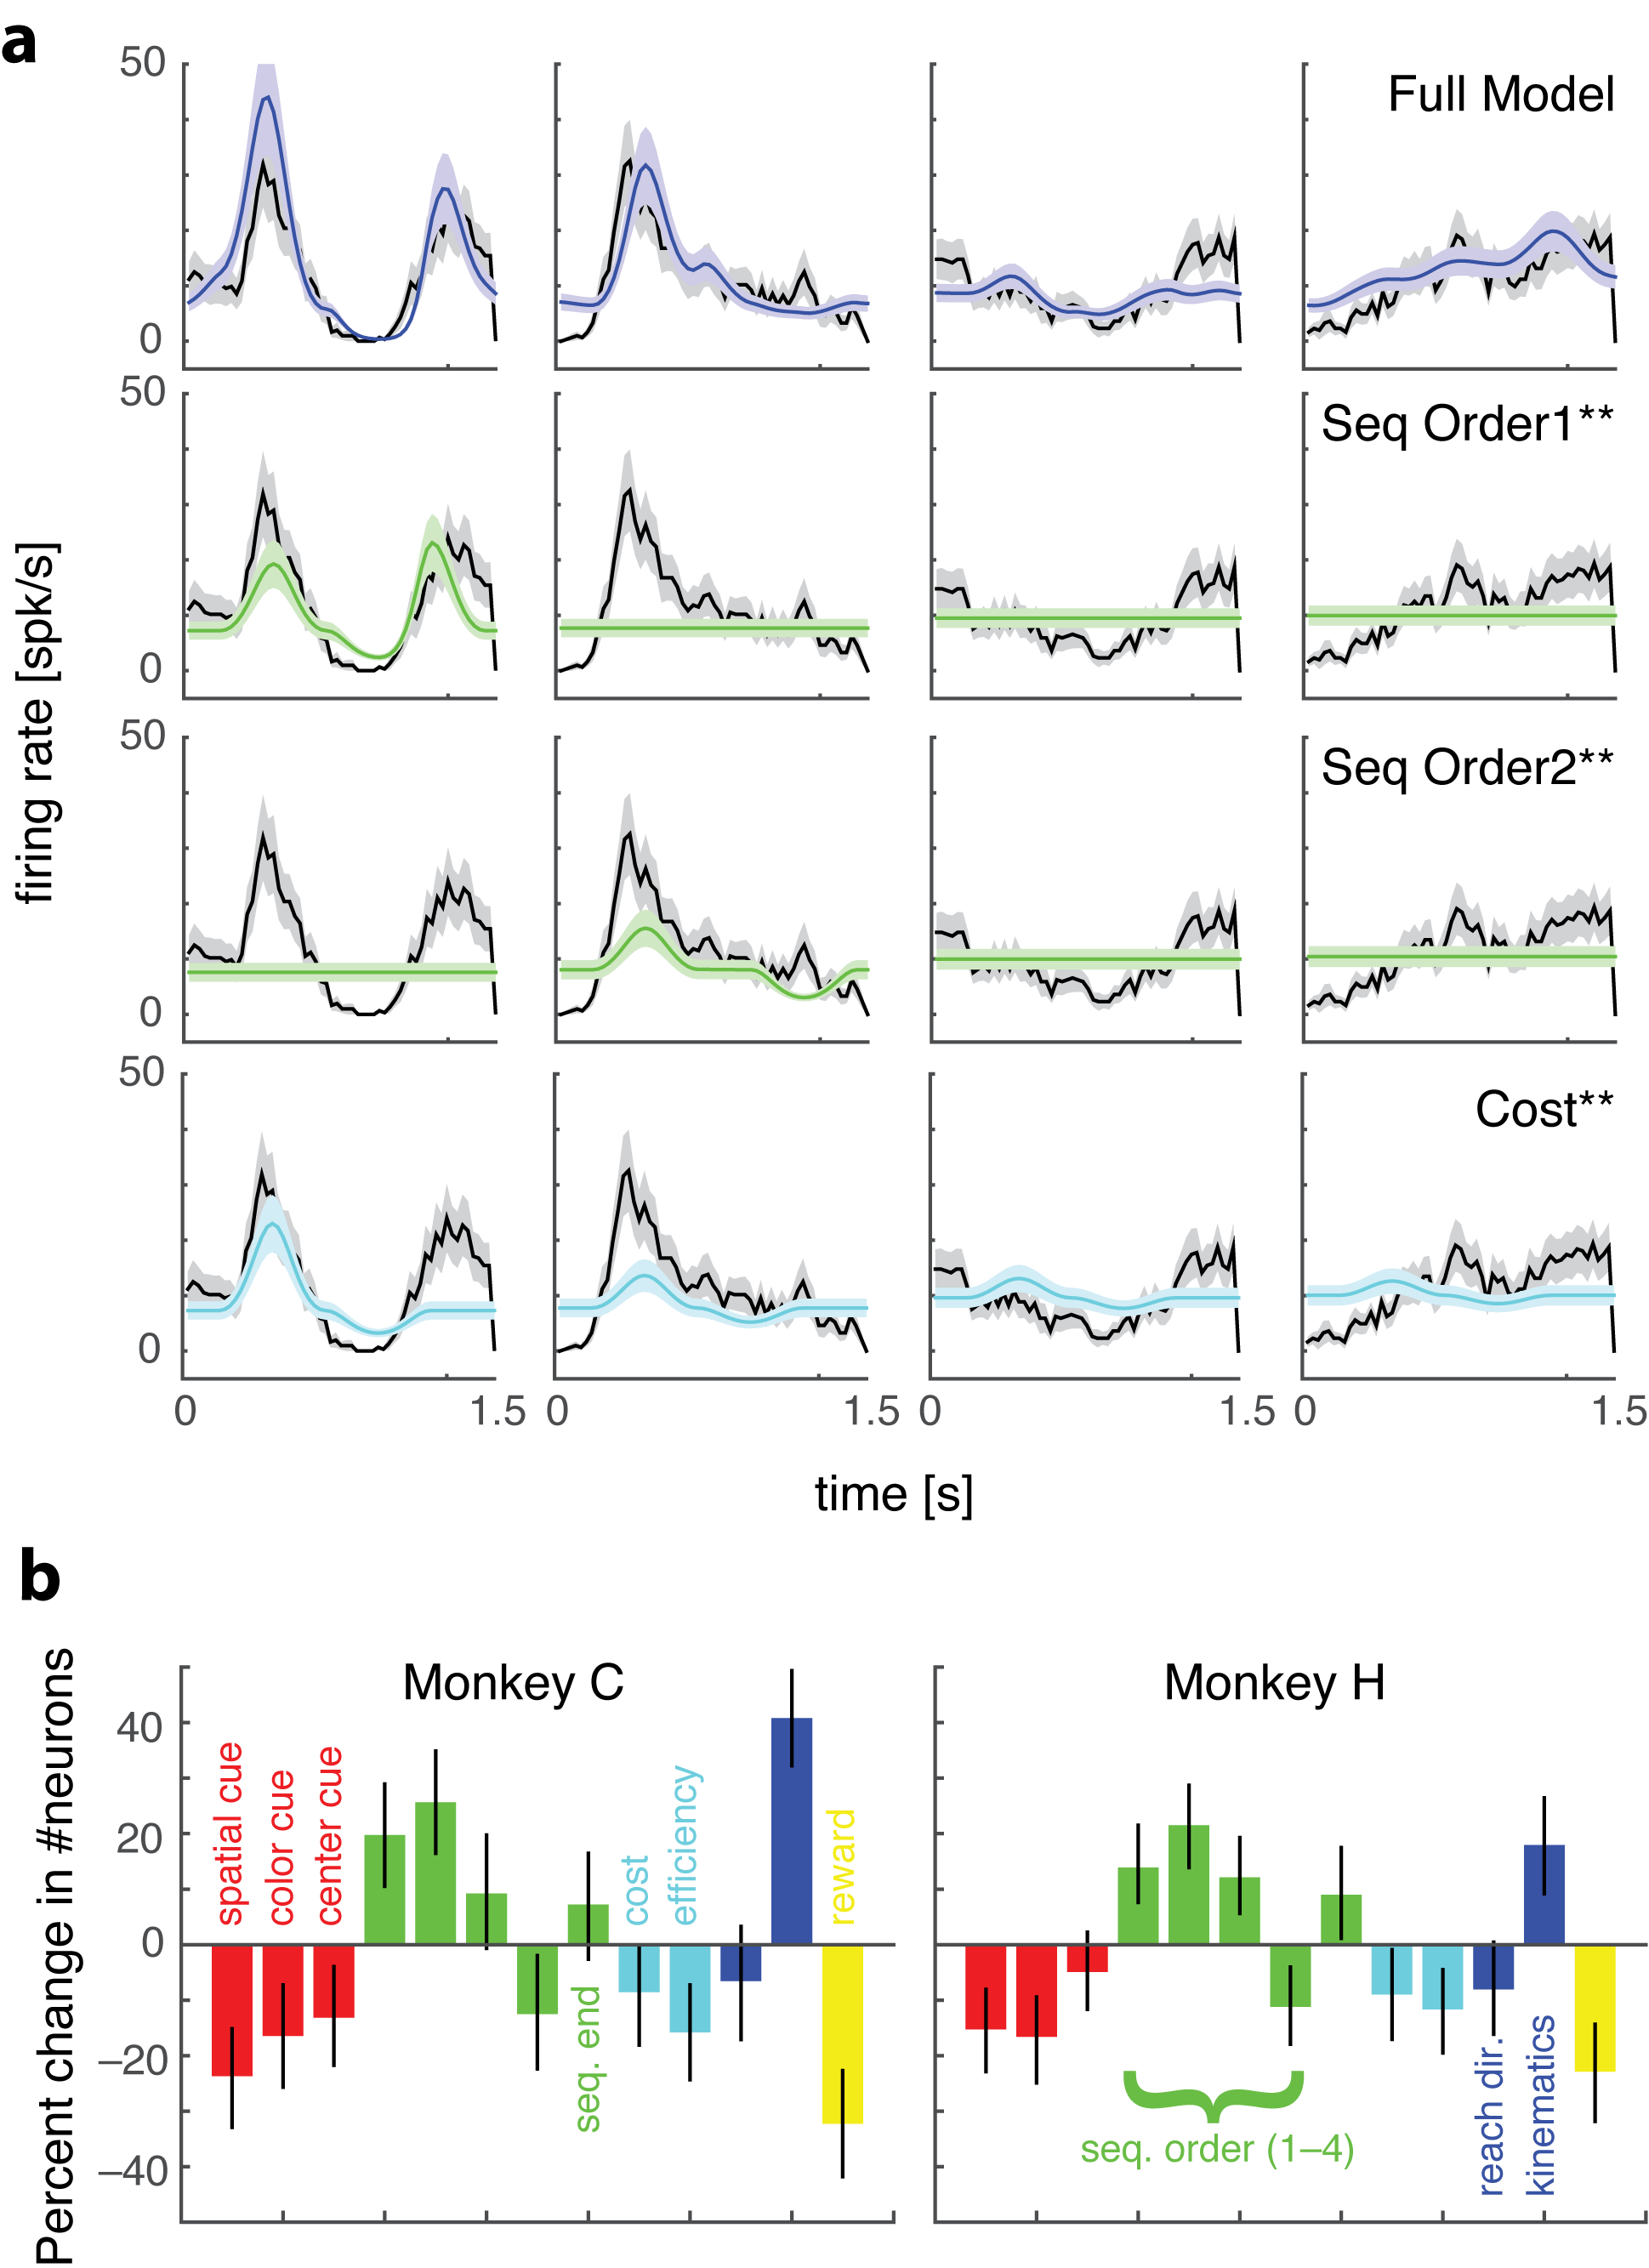 a
50
0
Full Model
50
0
Seq Order1**
50
0
Seq Order2**
50
0
Cost**
0
1.5
0
1.5
0
1.5
0
1.5
firing rate [spk/s]
time [s]
b
Percent change in #neurons
Monkey C
40
20
0
−20
−40
spatial cue
color cue
center cue
seq. end
cost
efficiency
reward
Monkey H
seq. order (1−4)
reach dir.
kinematics